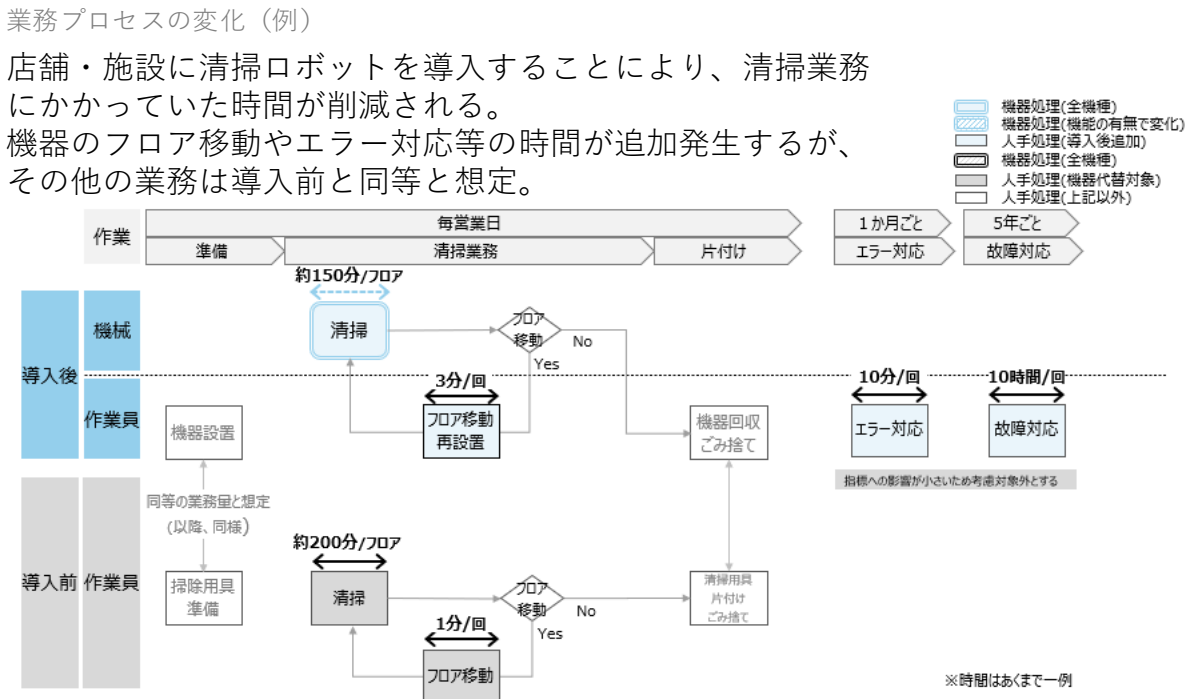 業務プロセスの変化（例）
店舗・施設に清掃ロボットを導入することにより、清掃業務
にかかっていた時間が削減される。
機器のフロア移動やエラー対応等の時間が追加発生するが、
その他の業務は導入前と同等と想定。
機器処理(全機種)
機器処理(機能の有無で変化)
人手処理(導入後追加)
機器処理(全機種)
人手処理(機器代替対象)
人手処理(上記以外)
作業
毎営業日
1か月ごと
5年ごと
準備
清掃業務
片付け
エラー対応
故障対応
導入後
機械
約150分/フロア
清掃
フロア
移動
No
Yes
作業員
機器設置
3分/回
フロア移動
再設置
機器回収
ごみ捨て
10分/回
エラー対応
10時間/回
故障対応
指標への影響が小さいため考慮対象外とする
同等の業務量と想定
(以降、同様)
導入前
作業員
掃除用具
準備
約200分/フロア
清掃
フロア
移動
No
Yes
1分/回
フロア移動
清掃用具
片付け
ごみ捨て
※時間はあくまで一例